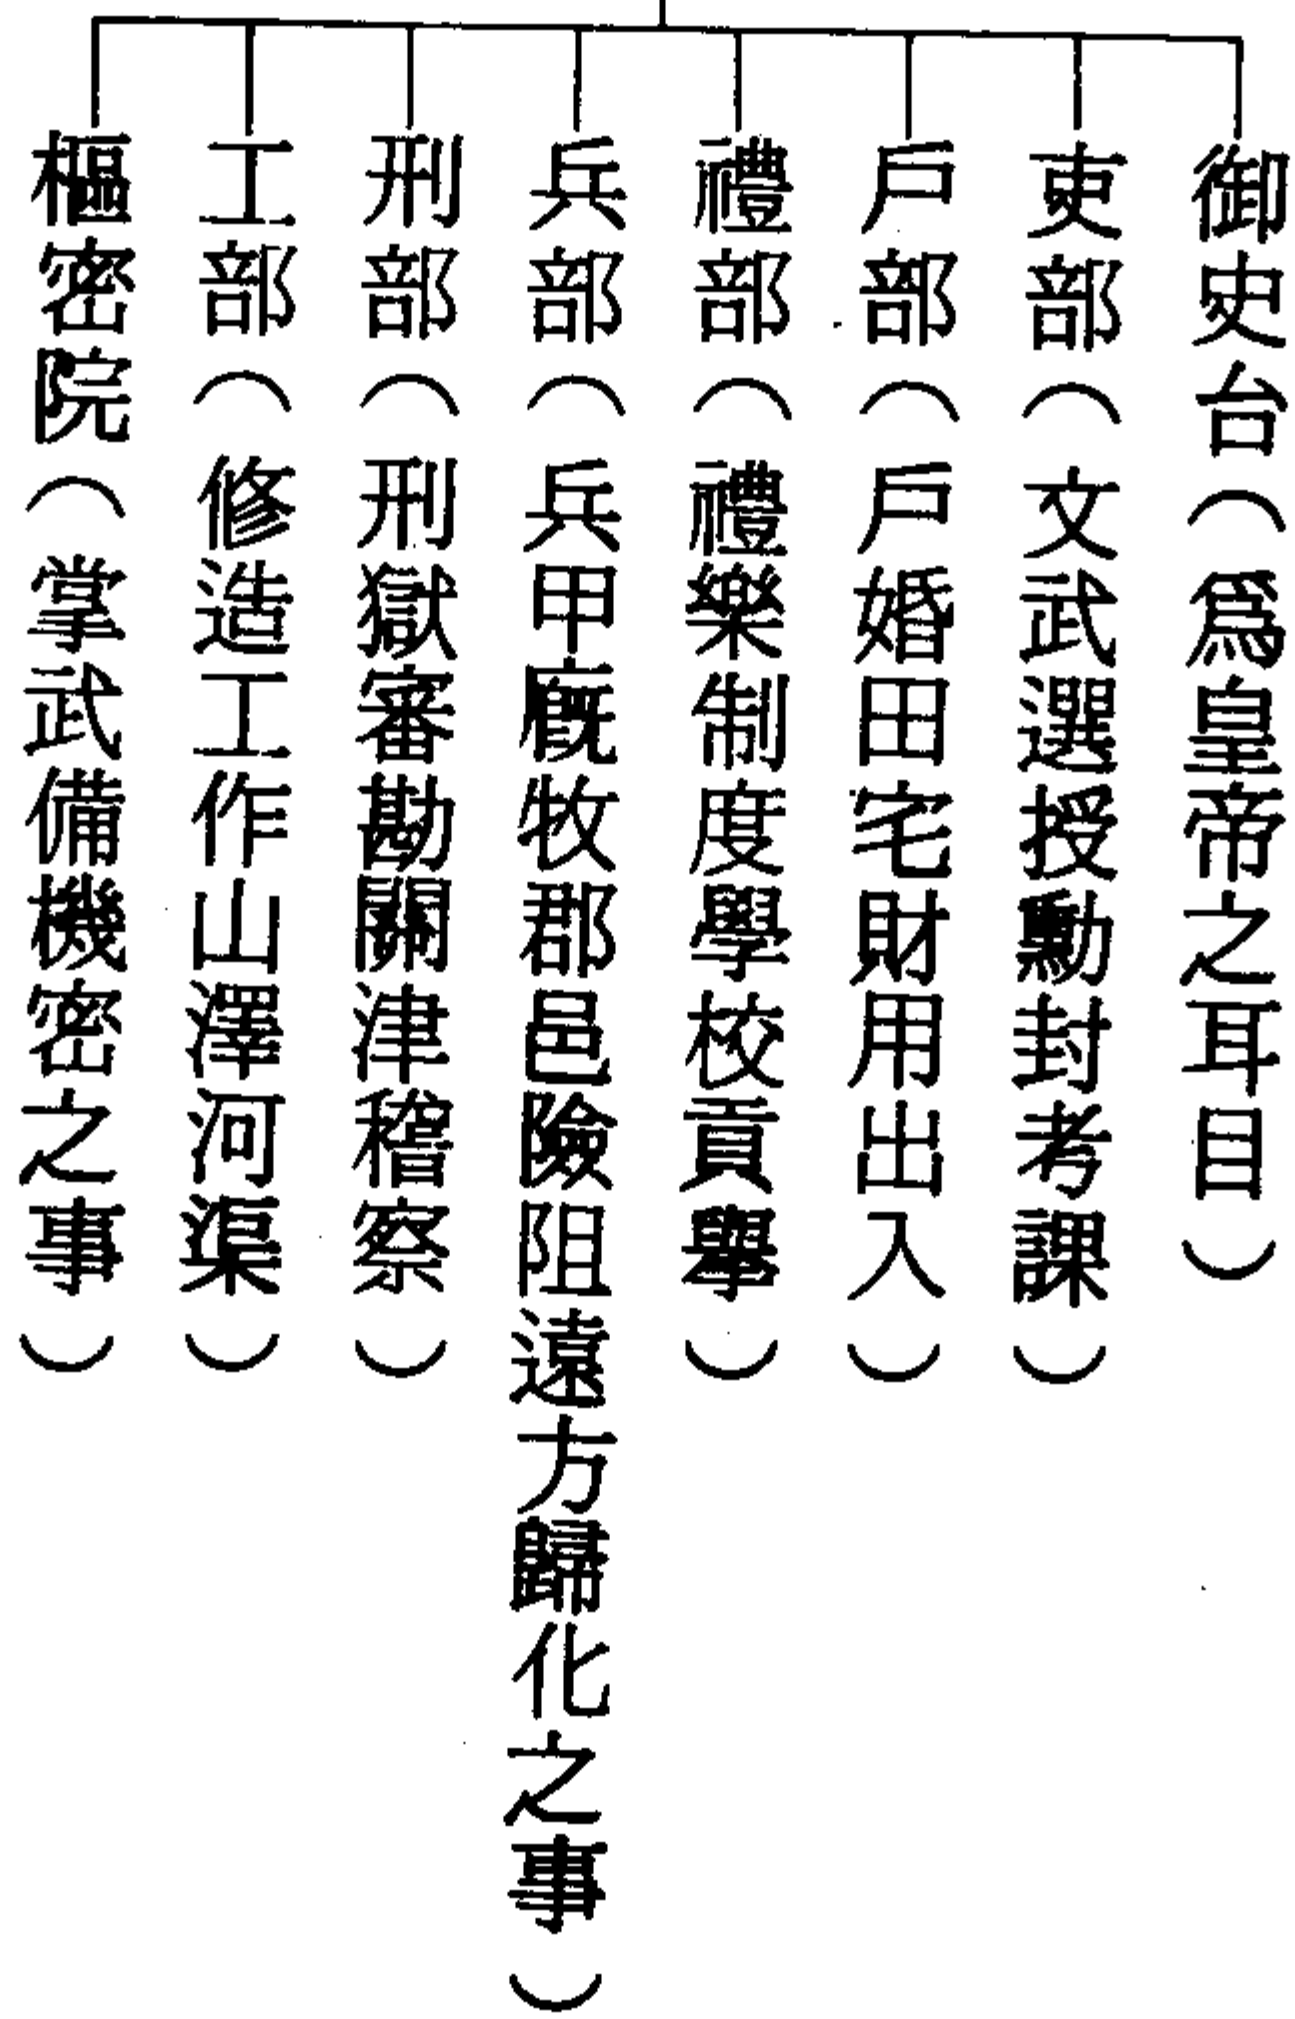 御史台（爲皇帝之耳目）
吏部（文武選授勳封考課）
戶部（戶婚田宅財用出入）
禮部（禮樂制度學校貢舉）
兵部（兵甲廐牧郡邑險阻遠方歸化之事）
刑部（刑獄審勘關津稽察）
工部（修造工作山澤河渠）
樞密院（掌武備機密之事）